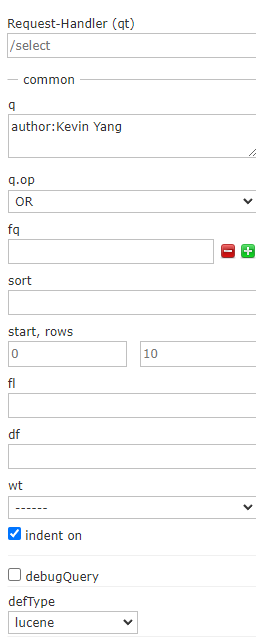 Request-Handler (qt)
/select
common
q
author:Kevin Yang
q.op
OR
fq
sort
start, rows
0 10
fl
df
wt
------
indent on
debugQuery
defType
lucene